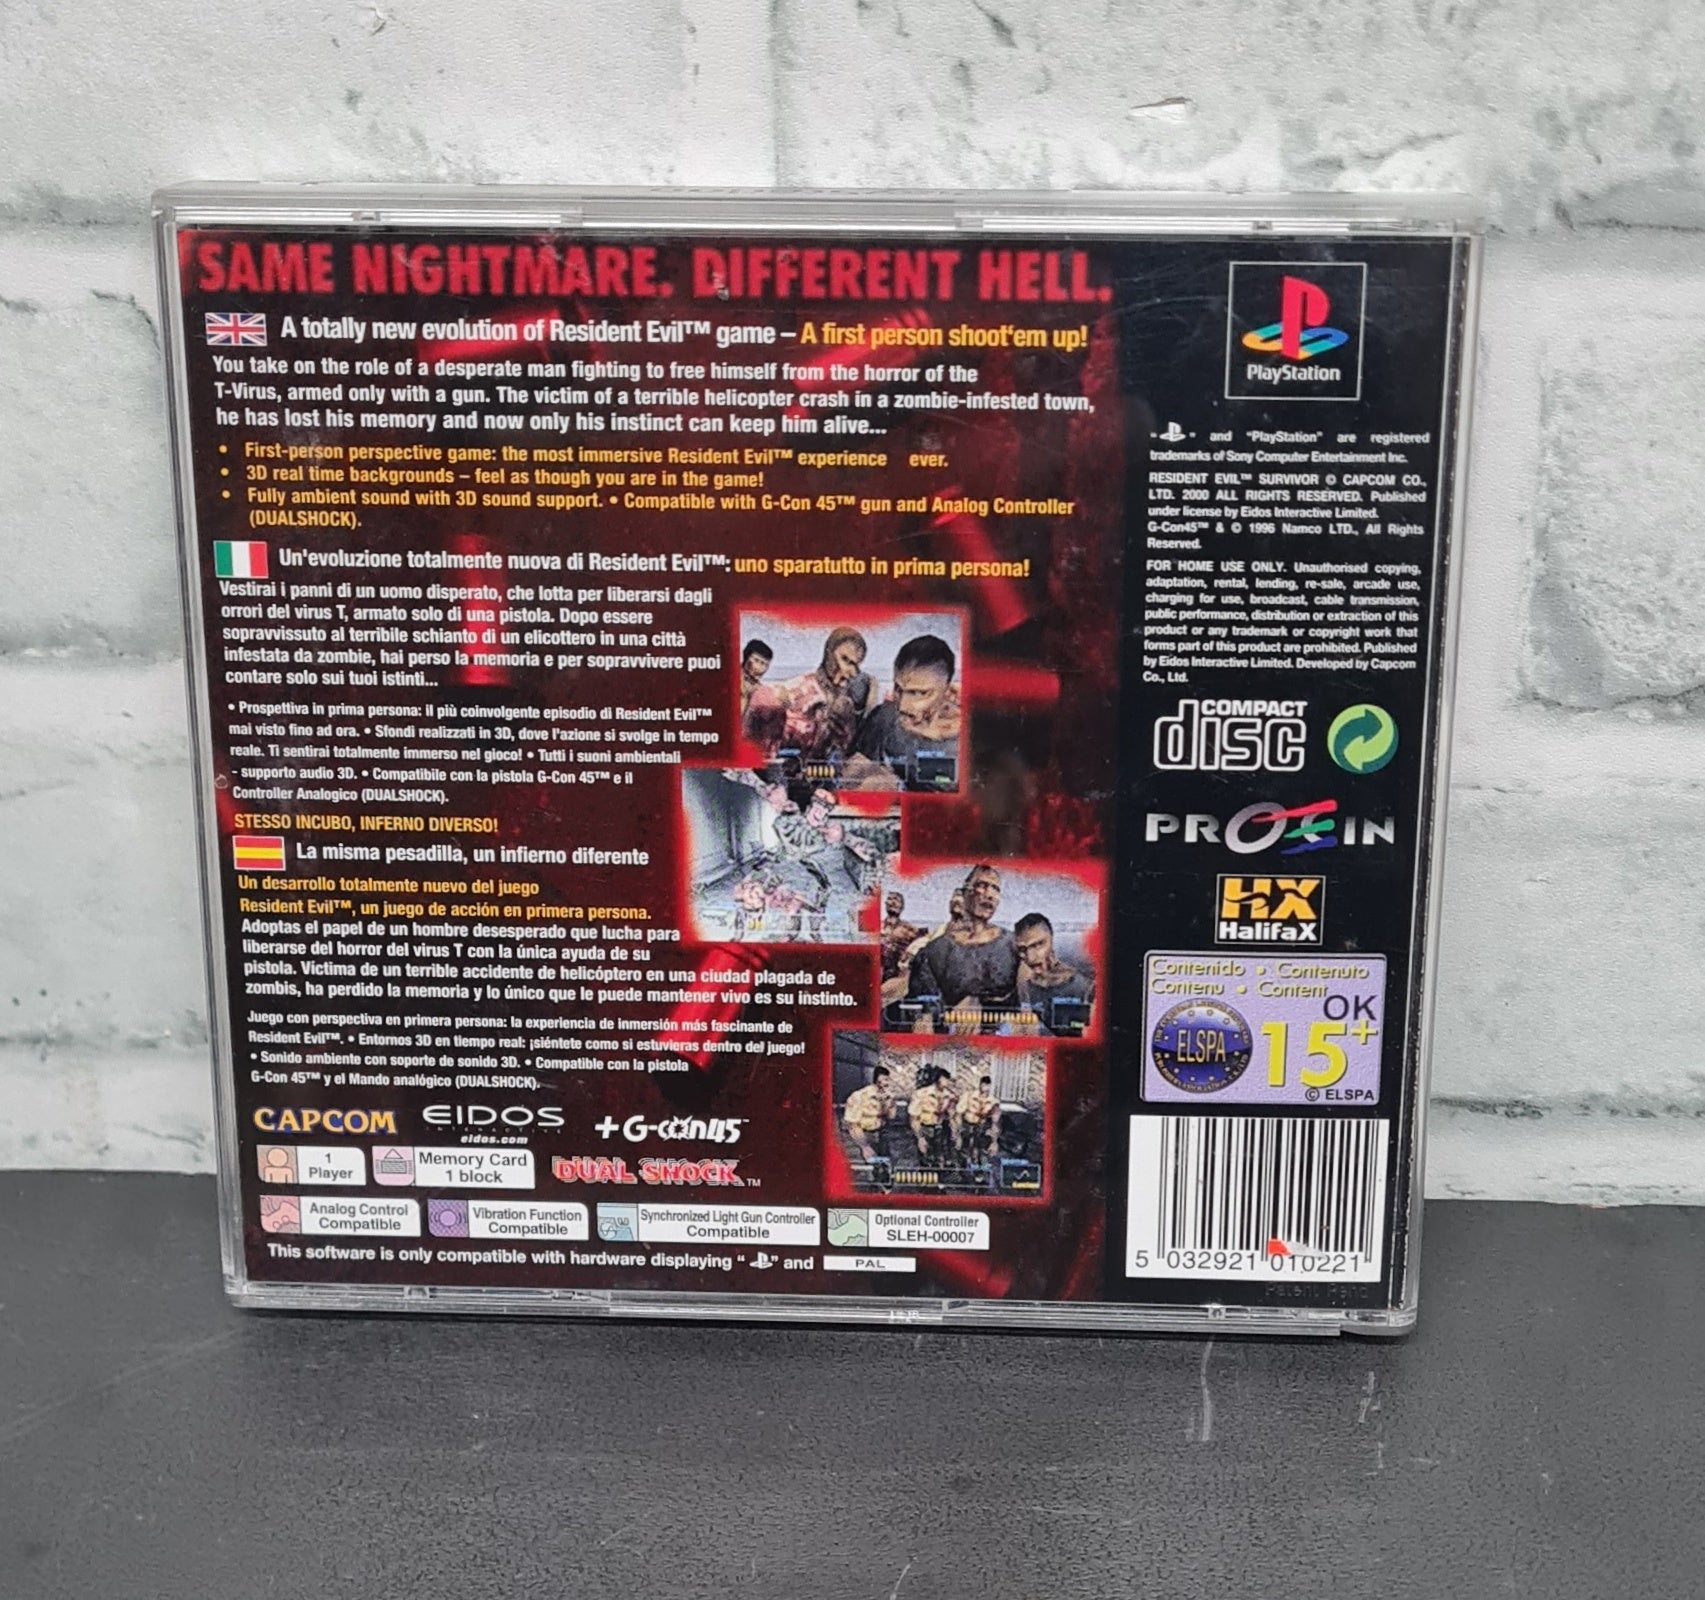 SAME NIGHTMARE. DIFFERENT HELL.
A totally new evolution of Resident Evil™ game – A first person shoot'em up!
You take on the role of a desperate man fighting to free himself from the horror of the
T-Virus, armed only with a gun. The victim of a terrible helicopter crash in a zombie-infested town,
he has lost his memory and now only his instinct can keep him alive...
• First-person perspective game: the most immersive Resident Evil™ experience ever.
• 3D real time backgrounds – feel as though you are in the game!
• Fully ambient sound with 3D sound support. • Compatible with G-Con 45™ gun and Analog Controller
(DUALSHOCK).
Un'evoluzione totalmente nuova di Resident Evil™: uno sparatutto in prima persona!
Vestirai i panni di un uomo disperato, che lotta per liberarsi dagli
orrori del virus T, armato solo di una pistola. Dopo essere
sopravvissuto al terribile schianto di un elicottero in una città
infestata da zombie, hai perso la memoria e per sopravvivere puoi
contare solo sui tuoi istinti...
• Prospettiva in prima persona: il più coinvolgente episodio di Resident Evil™
mai visto fino ad ora. • Sfondi realizzati in 3D, dove l'azione si svolge in tempo
reale. Ti sentirai totalmente immerso nel gioco! • Tutti i suoni ambientali
- supporto audio 3D. • Compatibile con la pistola G-Con 45™ e il
Controller Analogico (DUALSHOCK).
STESSO INCUBO, INFERNO DIVERSO!
La misma pesadilla, un infierno diferente
Un desarrollo totalmente nuevo del juego
Resident Evil™, un juego de acción en primera persona.
Adoptas el papel de un hombre desesperado que lucha para
liberarse del horror del virus T con la única ayuda de su
pistola. Víctima de un terrible accidente de helicóptero en una ciudad plagada de
zombis, ha perdido la memoria y lo único que le puede mantener vivo es su instinto.
Juego con perspectiva en primera persona: la experiencia de inmersión más fascinante de
Resident Evil™. • Entornos 3D en tiempo real: ¡siéntete como si estuvieras dentro del juego!
• Sonido ambiente con soporte de sonido 3D. • Compatible con la pistola
G-Con 45™ y el Mando analógico (DUALSHOCK).
CAPCOM EIDOS INTERACTIVE eidos.com +G-con45™
1 Player
Memory Card
1 block
DUAL SHOCK™
Analog Control
Compatible
Vibration Function
Compatible
Synchronized Light Gun Controller
Compatible
Optional Controller
SLEH-00007
This software is only compatible with hardware displaying " " and PAL
PlayStation
" " and "PlayStation" are registered
trademarks of Sony Computer Entertainment Inc.
RESIDENT EVIL™ SURVIVOR © CAPCOM CO.,
LTD. 2000 ALL RIGHTS RESERVED. Published
under license by Eidos Interactive Limited.
G-Con45™ & © 1996 Namco LTD., All Rights
Reserved.
FOR HOME USE ONLY. Unauthorised copying,
adaptation, rental, lending, re-sale, arcade use,
charging for use, broadcast, cable transmission,
public performance, distribution or extraction of this
product or any trademark or copyright work that
forms part of this product are prohibited. Published
by Eidos Interactive Limited. Developed by Capcom
Co., Ltd.
COMPACT
disc
PROEIN
HX
HalifaX
Contenido • Contenuto
Contenu • Content
OK
ELSPA
15+
© ELSPA
5 032921 010221
Patent Pend